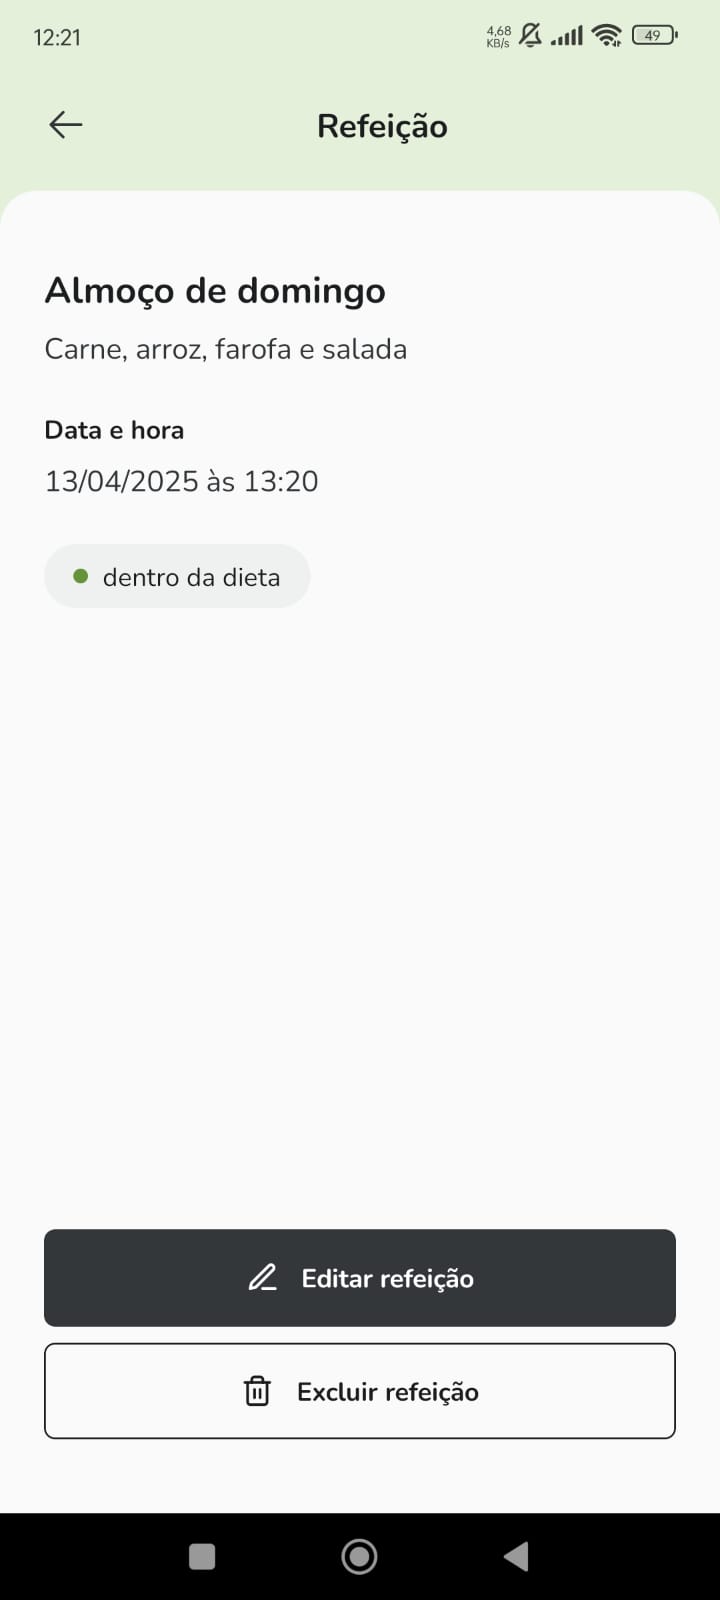 12:21
4,68
KB/s
49
Refeição
Almoço de domingo
Carne, arroz, farofa e salada
Data e hora
13/04/2025 às 13:20
dentro da dieta
Editar refeição
Excluir refeição